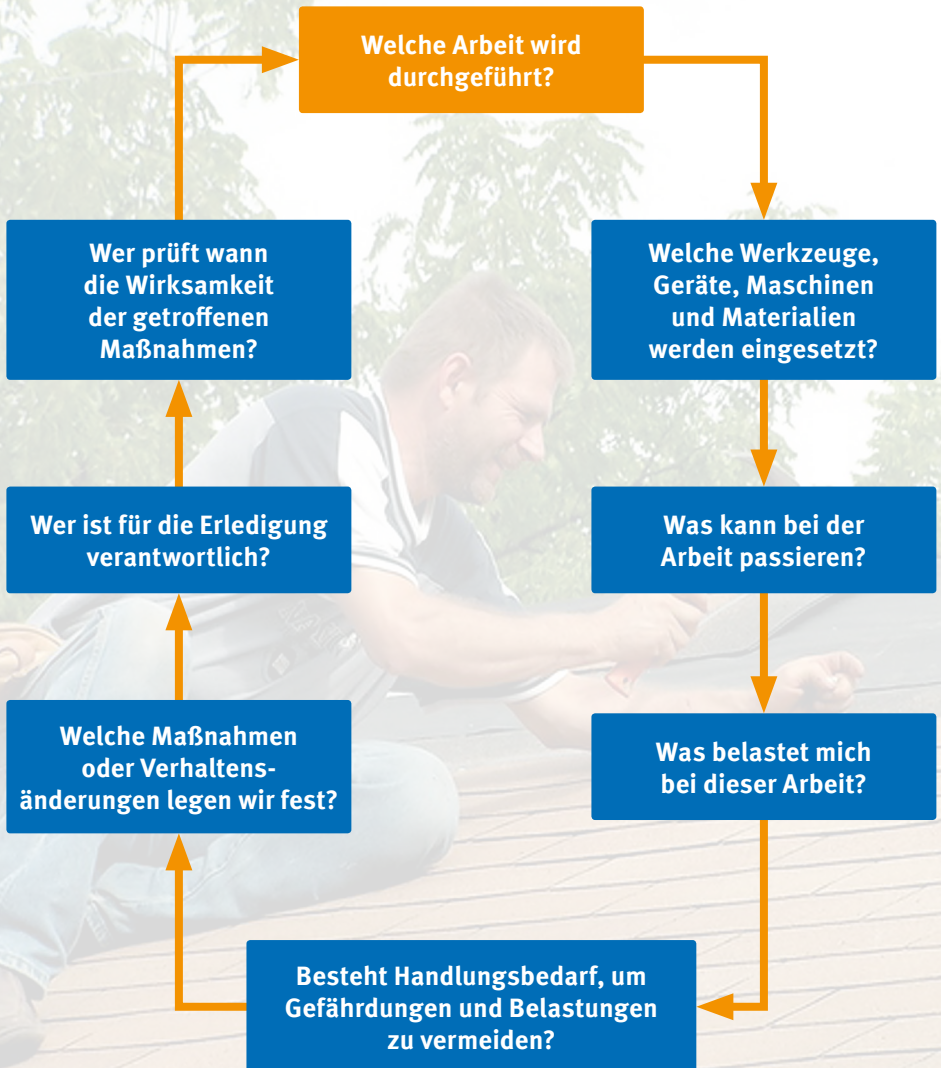 Welche Arbeit wird
durchgeführt?
Welche Werkzeuge,
Geräte, Maschinen
und Materialien
werden eingesetzt?
Was kann bei der
Arbeit passieren?
Was belastet mich
bei dieser Arbeit?
Besteht Handlungsbedarf, um
Gefährdungen und Belastungen
zu vermeiden?
Welche Maßnahmen
oder Verhaltens-
änderungen legen wir fest?
Wer ist für die Erledigung
verantwortlich?
Wer prüft wann
die Wirksamkeit
der getroffenen
Maßnahmen?